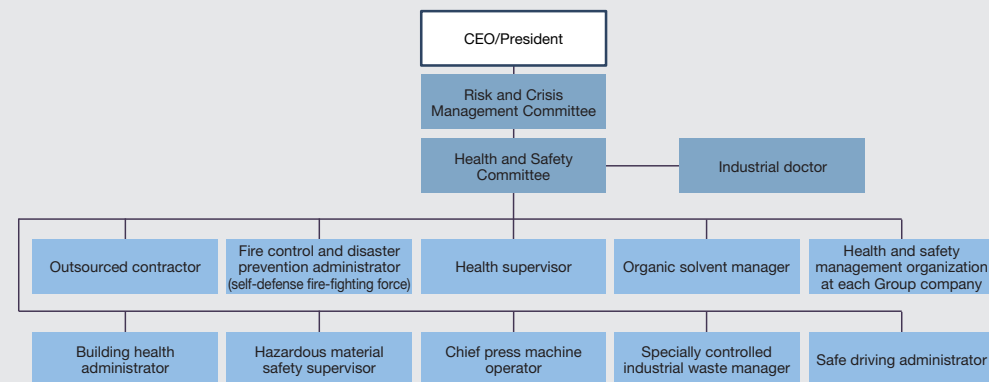 CEO/President
Risk and Crisis
Management Committee
Health and Safety
Committee
Industrial doctor
Outsourced contractor
Fire control and disaster
prevention administrator
(self-defense fire-fighting force)
Health supervisor
Organic solvent manager
Health and safety
management organization
at each Group company
Building health
administrator
Hazardous material
safety supervisor
Chief press machine
operator
Specially controlled
industrial waste manager
Safe driving administrator